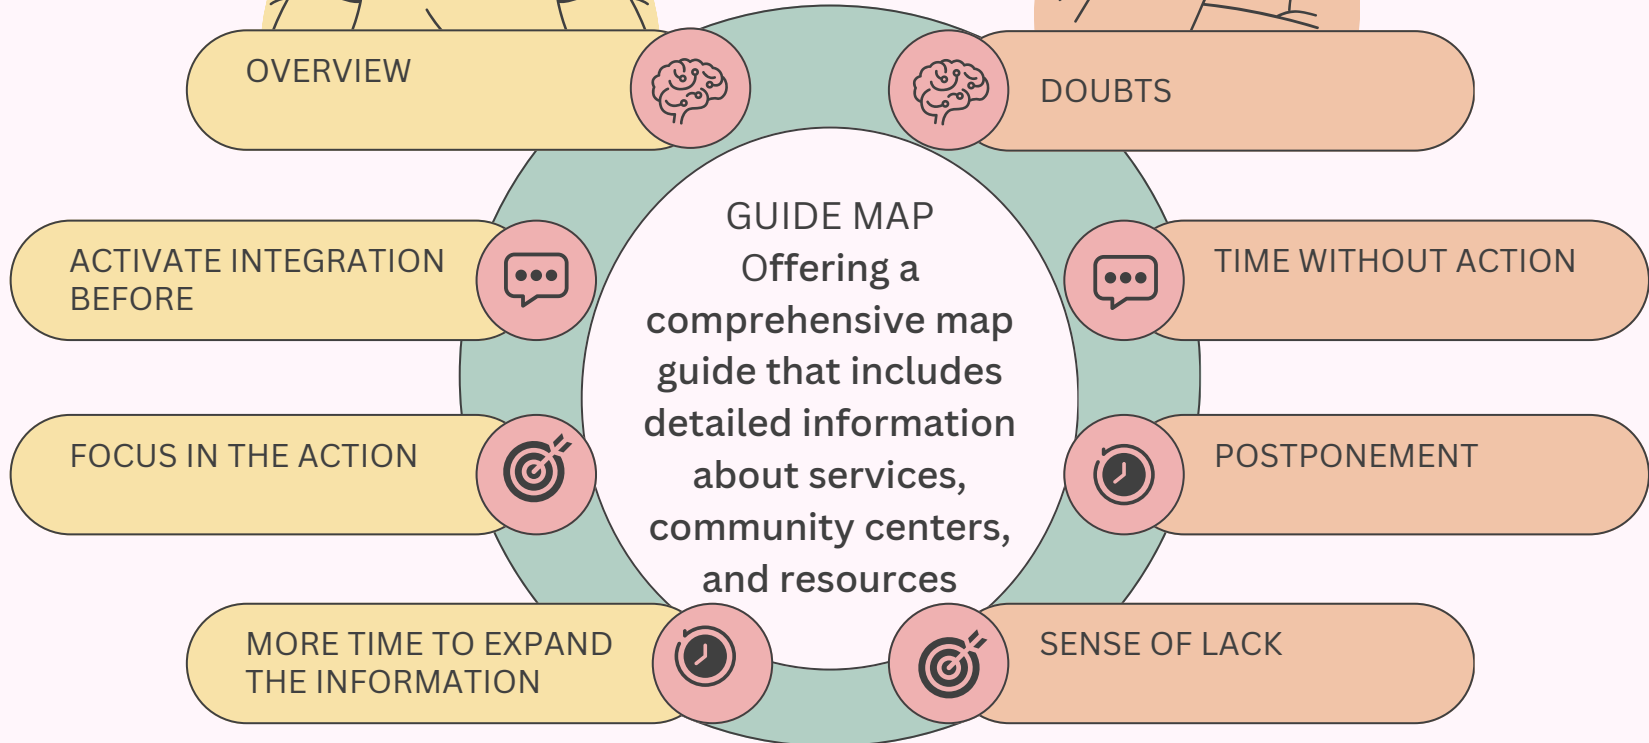 OVERVIEW
DOUBTS
ACTIVATE INTEGRATION
BEFORE
TIME WITHOUT ACTION
FOCUS IN THE ACTION
POSTPONEMENT
MORE TIME TO EXPAND
THE INFORMATION
SENSE OF LACK
GUIDE MAP
Offering a
comprehensive map
guide that includes
detailed information
about services,
community centers,
and resources